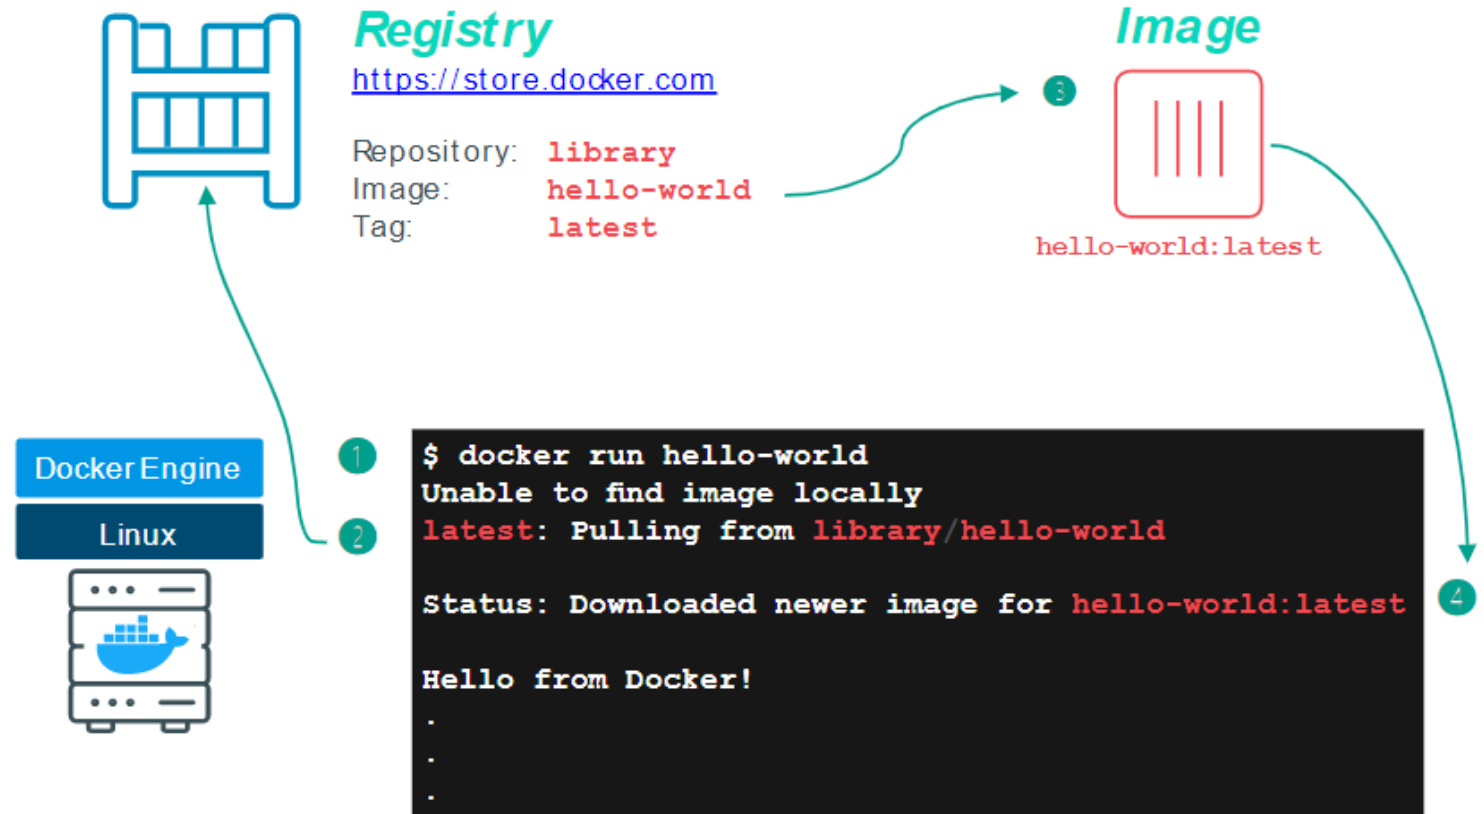 Registry
https://store.docker.com
Repository: library
Image: hello-world
Tag: latest
Image
3
hello-world:latest
Docker Engine
Linux
1
2
$ docker run hello-world
Unable to find image locally
latest: Pulling from library/hello-world
Status: Downloaded newer image for hello-world:latest
4
Hello from Docker!
.
.
.